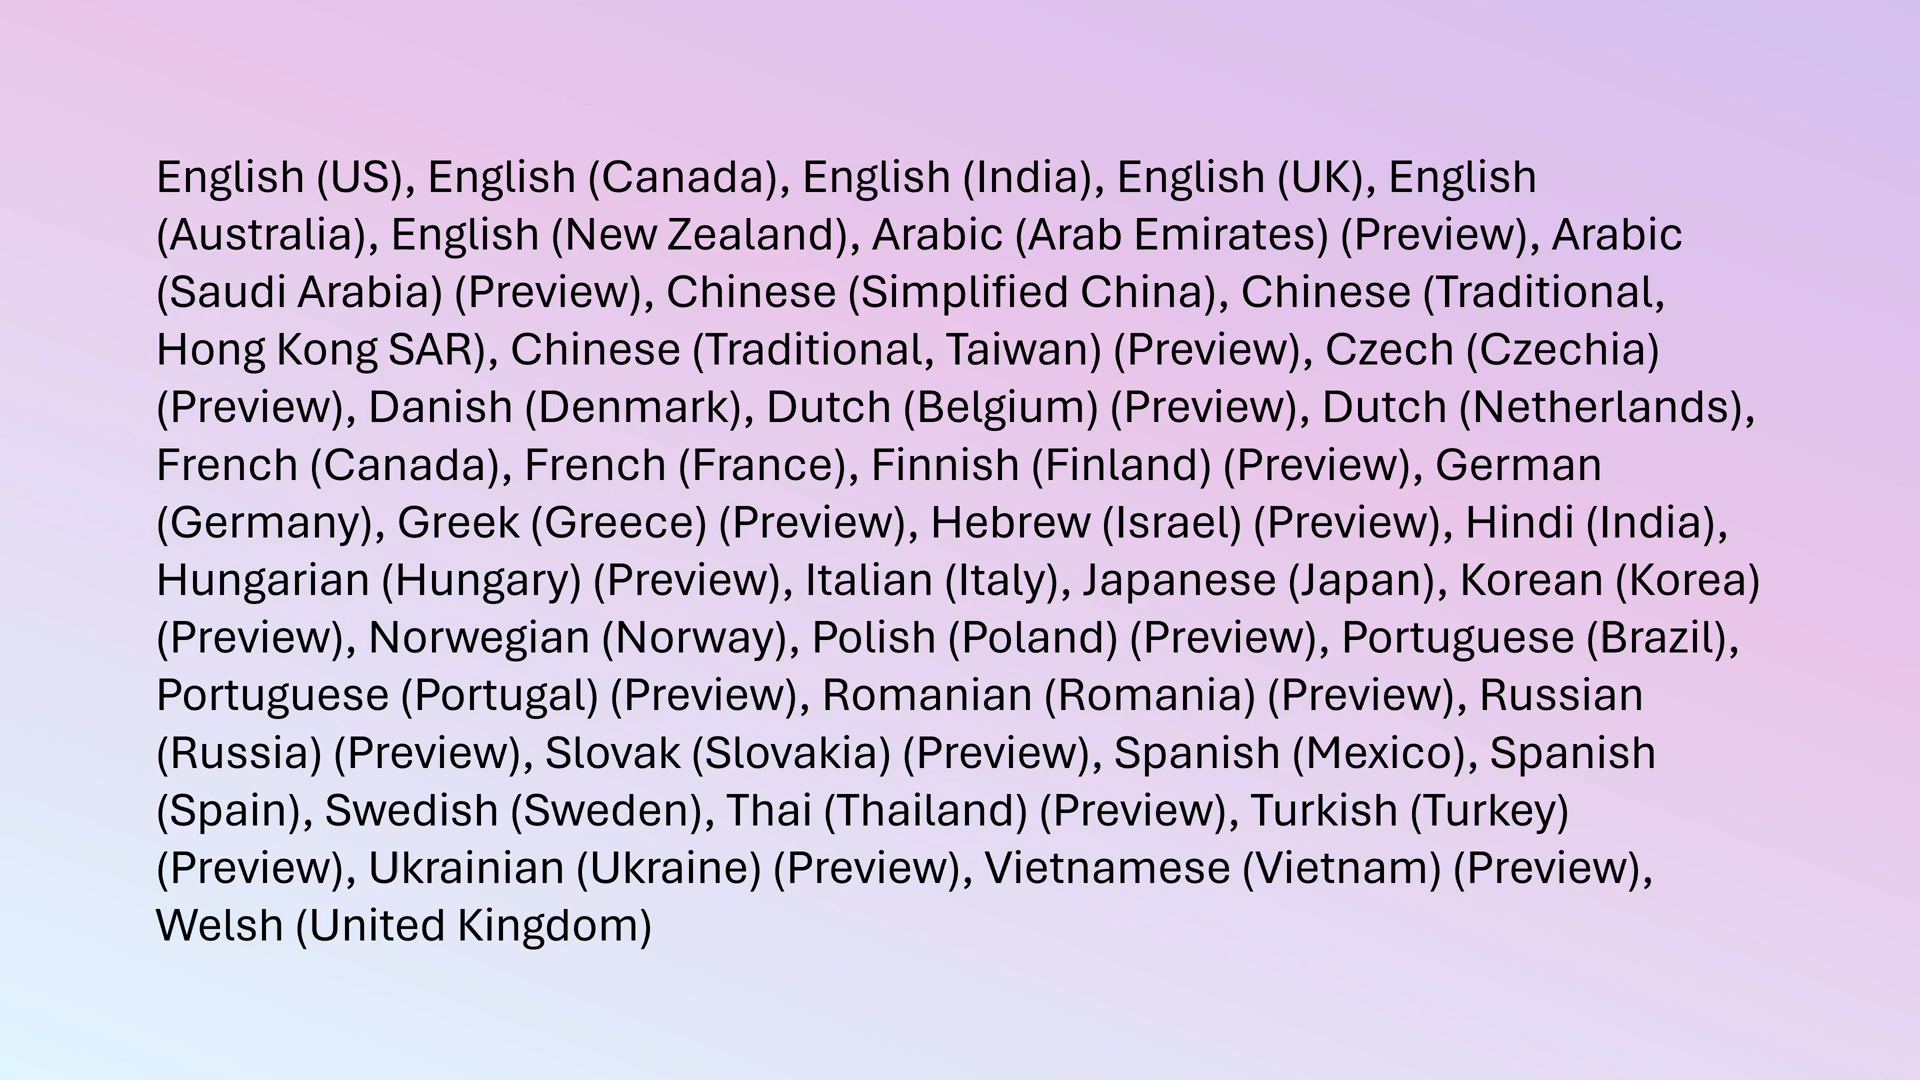 English (US), English (Canada), English (India), English (UK), English
(Australia), English (New Zealand), Arabic (Arab Emirates) (Preview), Arabic
(Saudi Arabia) (Preview), Chinese (Simplified China), Chinese (Traditional,
Hong Kong SAR), Chinese (Traditional, Taiwan) (Preview), Czech (Czechia)
(Preview), Danish (Denmark), Dutch (Belgium) (Preview), Dutch (Netherlands),
French (Canada), French (France), Finnish (Finland) (Preview), German
(Germany), Greek (Greece) (Preview), Hebrew (Israel) (Preview), Hindi (India),
Hungarian (Hungary) (Preview), Italian (Italy), Japanese (Japan), Korean (Korea)
(Preview), Norwegian (Norway), Polish (Poland) (Preview), Portuguese (Brazil),
Portuguese (Portugal) (Preview), Romanian (Romania) (Preview), Russian
(Russia) (Preview), Slovak (Slovakia) (Preview), Spanish (Mexico), Spanish
(Spain), Swedish (Sweden), Thai (Thailand) (Preview), Turkish (Turkey)
(Preview), Ukrainian (Ukraine) (Preview), Vietnamese (Vietnam) (Preview),
Welsh (United Kingdom)